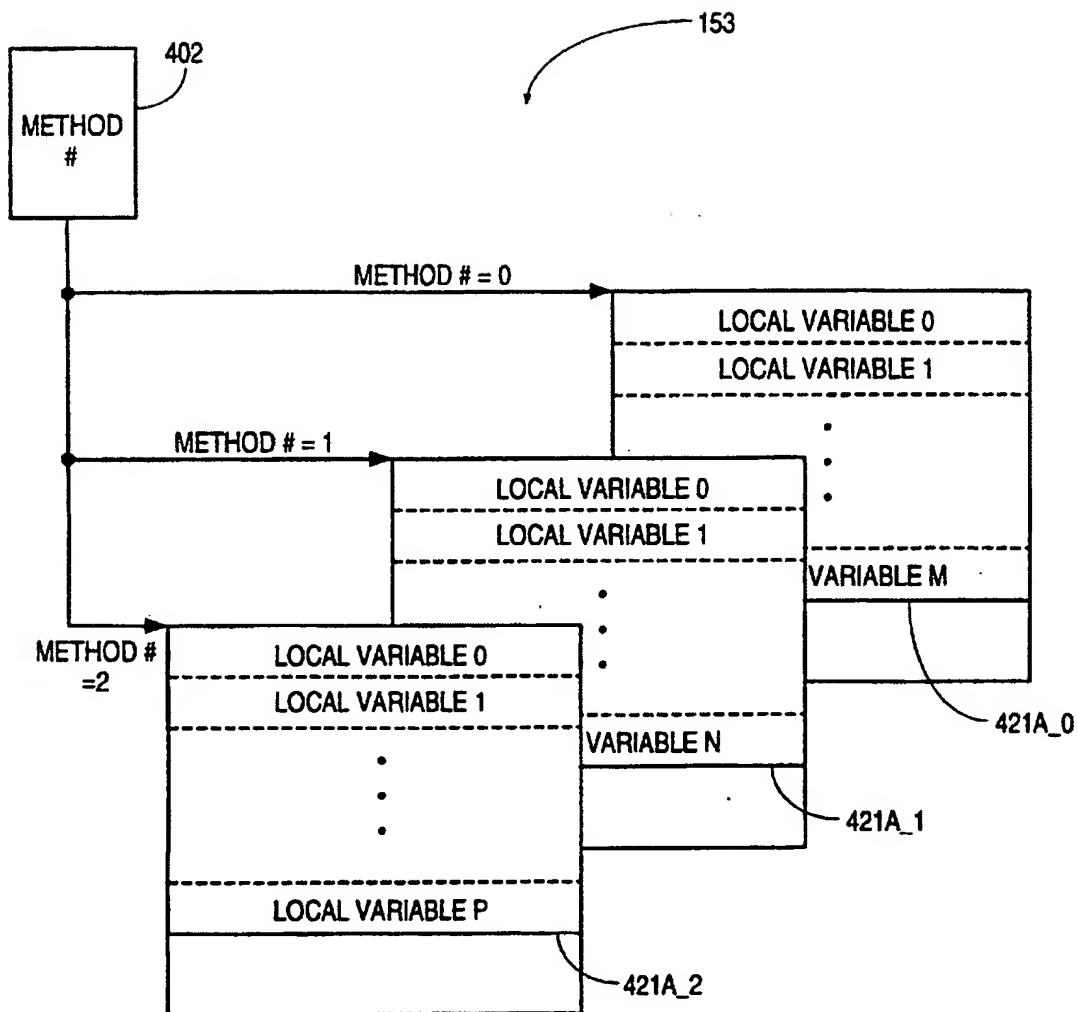 153
402
METHOD
#
METHOD # = 0
LOCAL VARIABLE 0
LOCAL VARIABLE 1
VARIABLE M
421A_0
METHOD # = 1
LOCAL VARIABLE 0
LOCAL VARIABLE 1
VARIABLE N
421A_1
METHOD #
=2
LOCAL VARIABLE 0
LOCAL VARIABLE 1
LOCAL VARIABLE P
421A_2